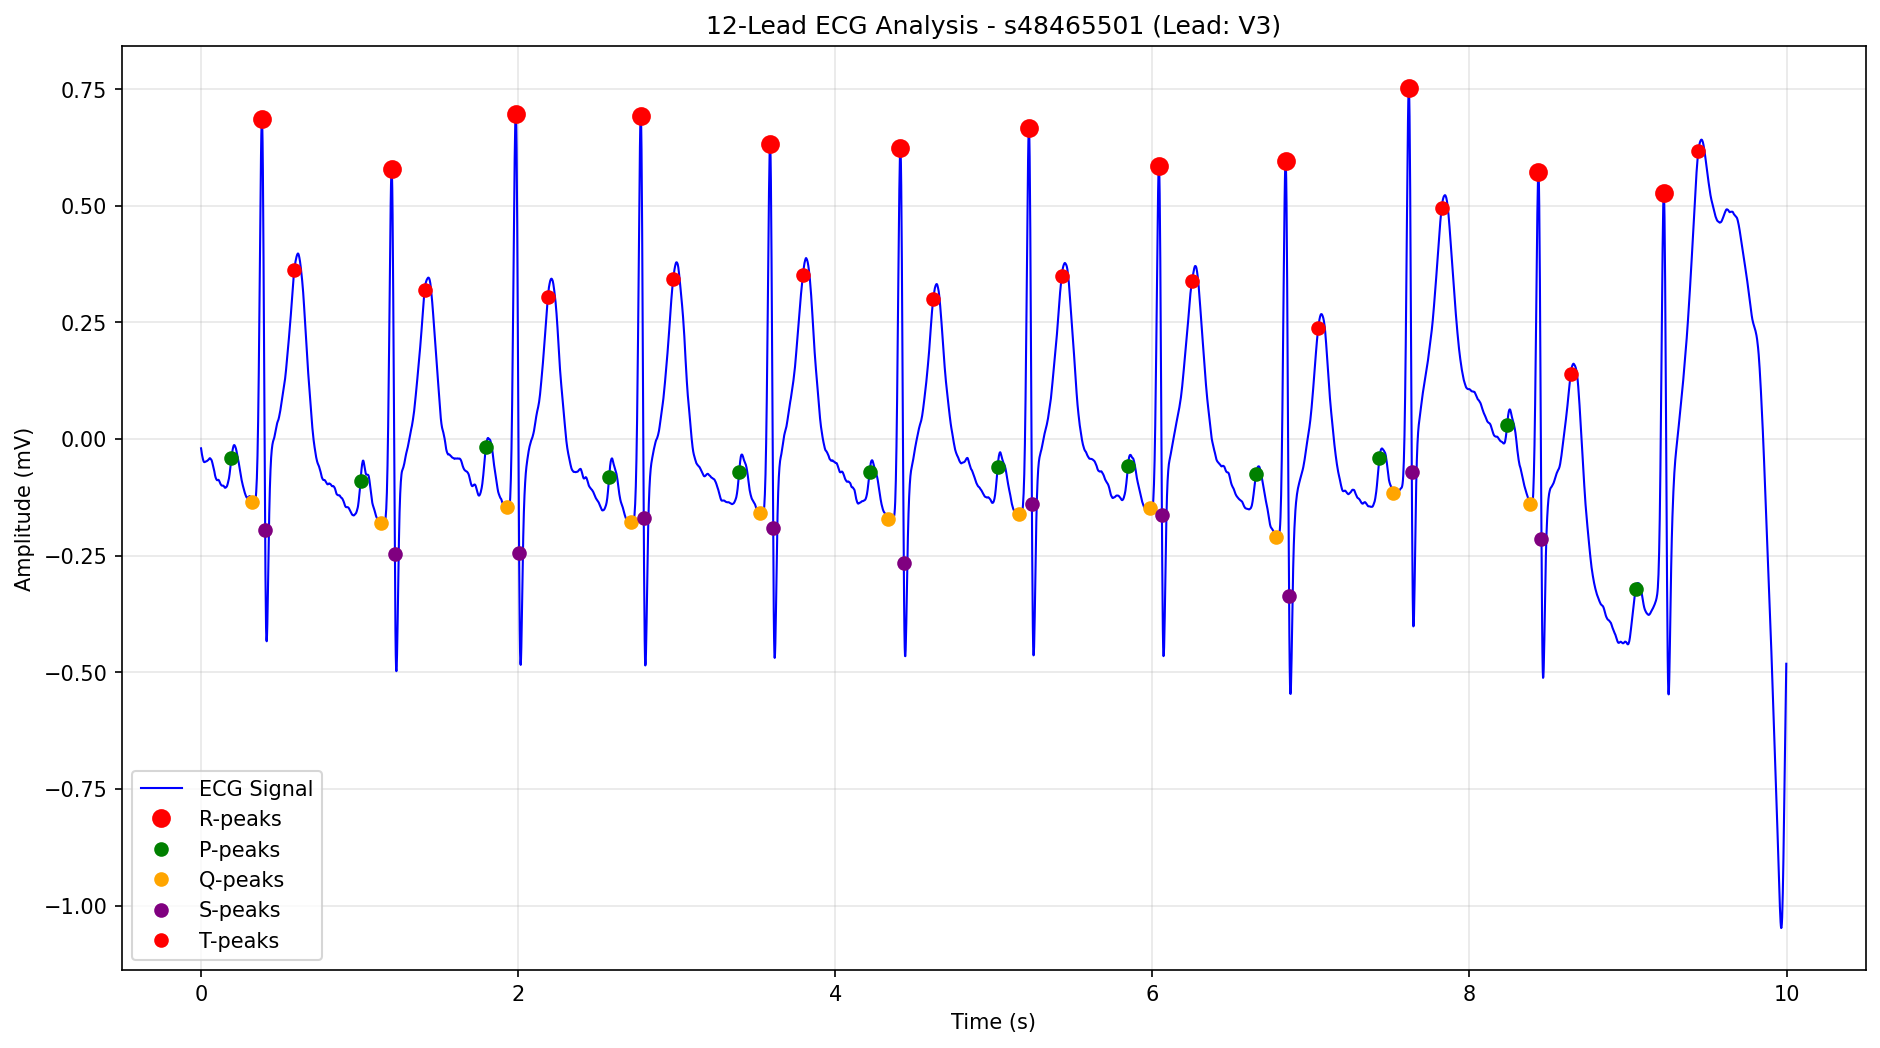 12-Lead ECG Analysis - s48465501 (Lead: V3)
Amplitude (mV)
0.75
0.50
0.25
0.00
−0.25
−0.50
−0.75
−1.00
ECG Signal
R-peaks
P-peaks
Q-peaks
S-peaks
T-peaks
0 2 4 6 8 10
Time (s)